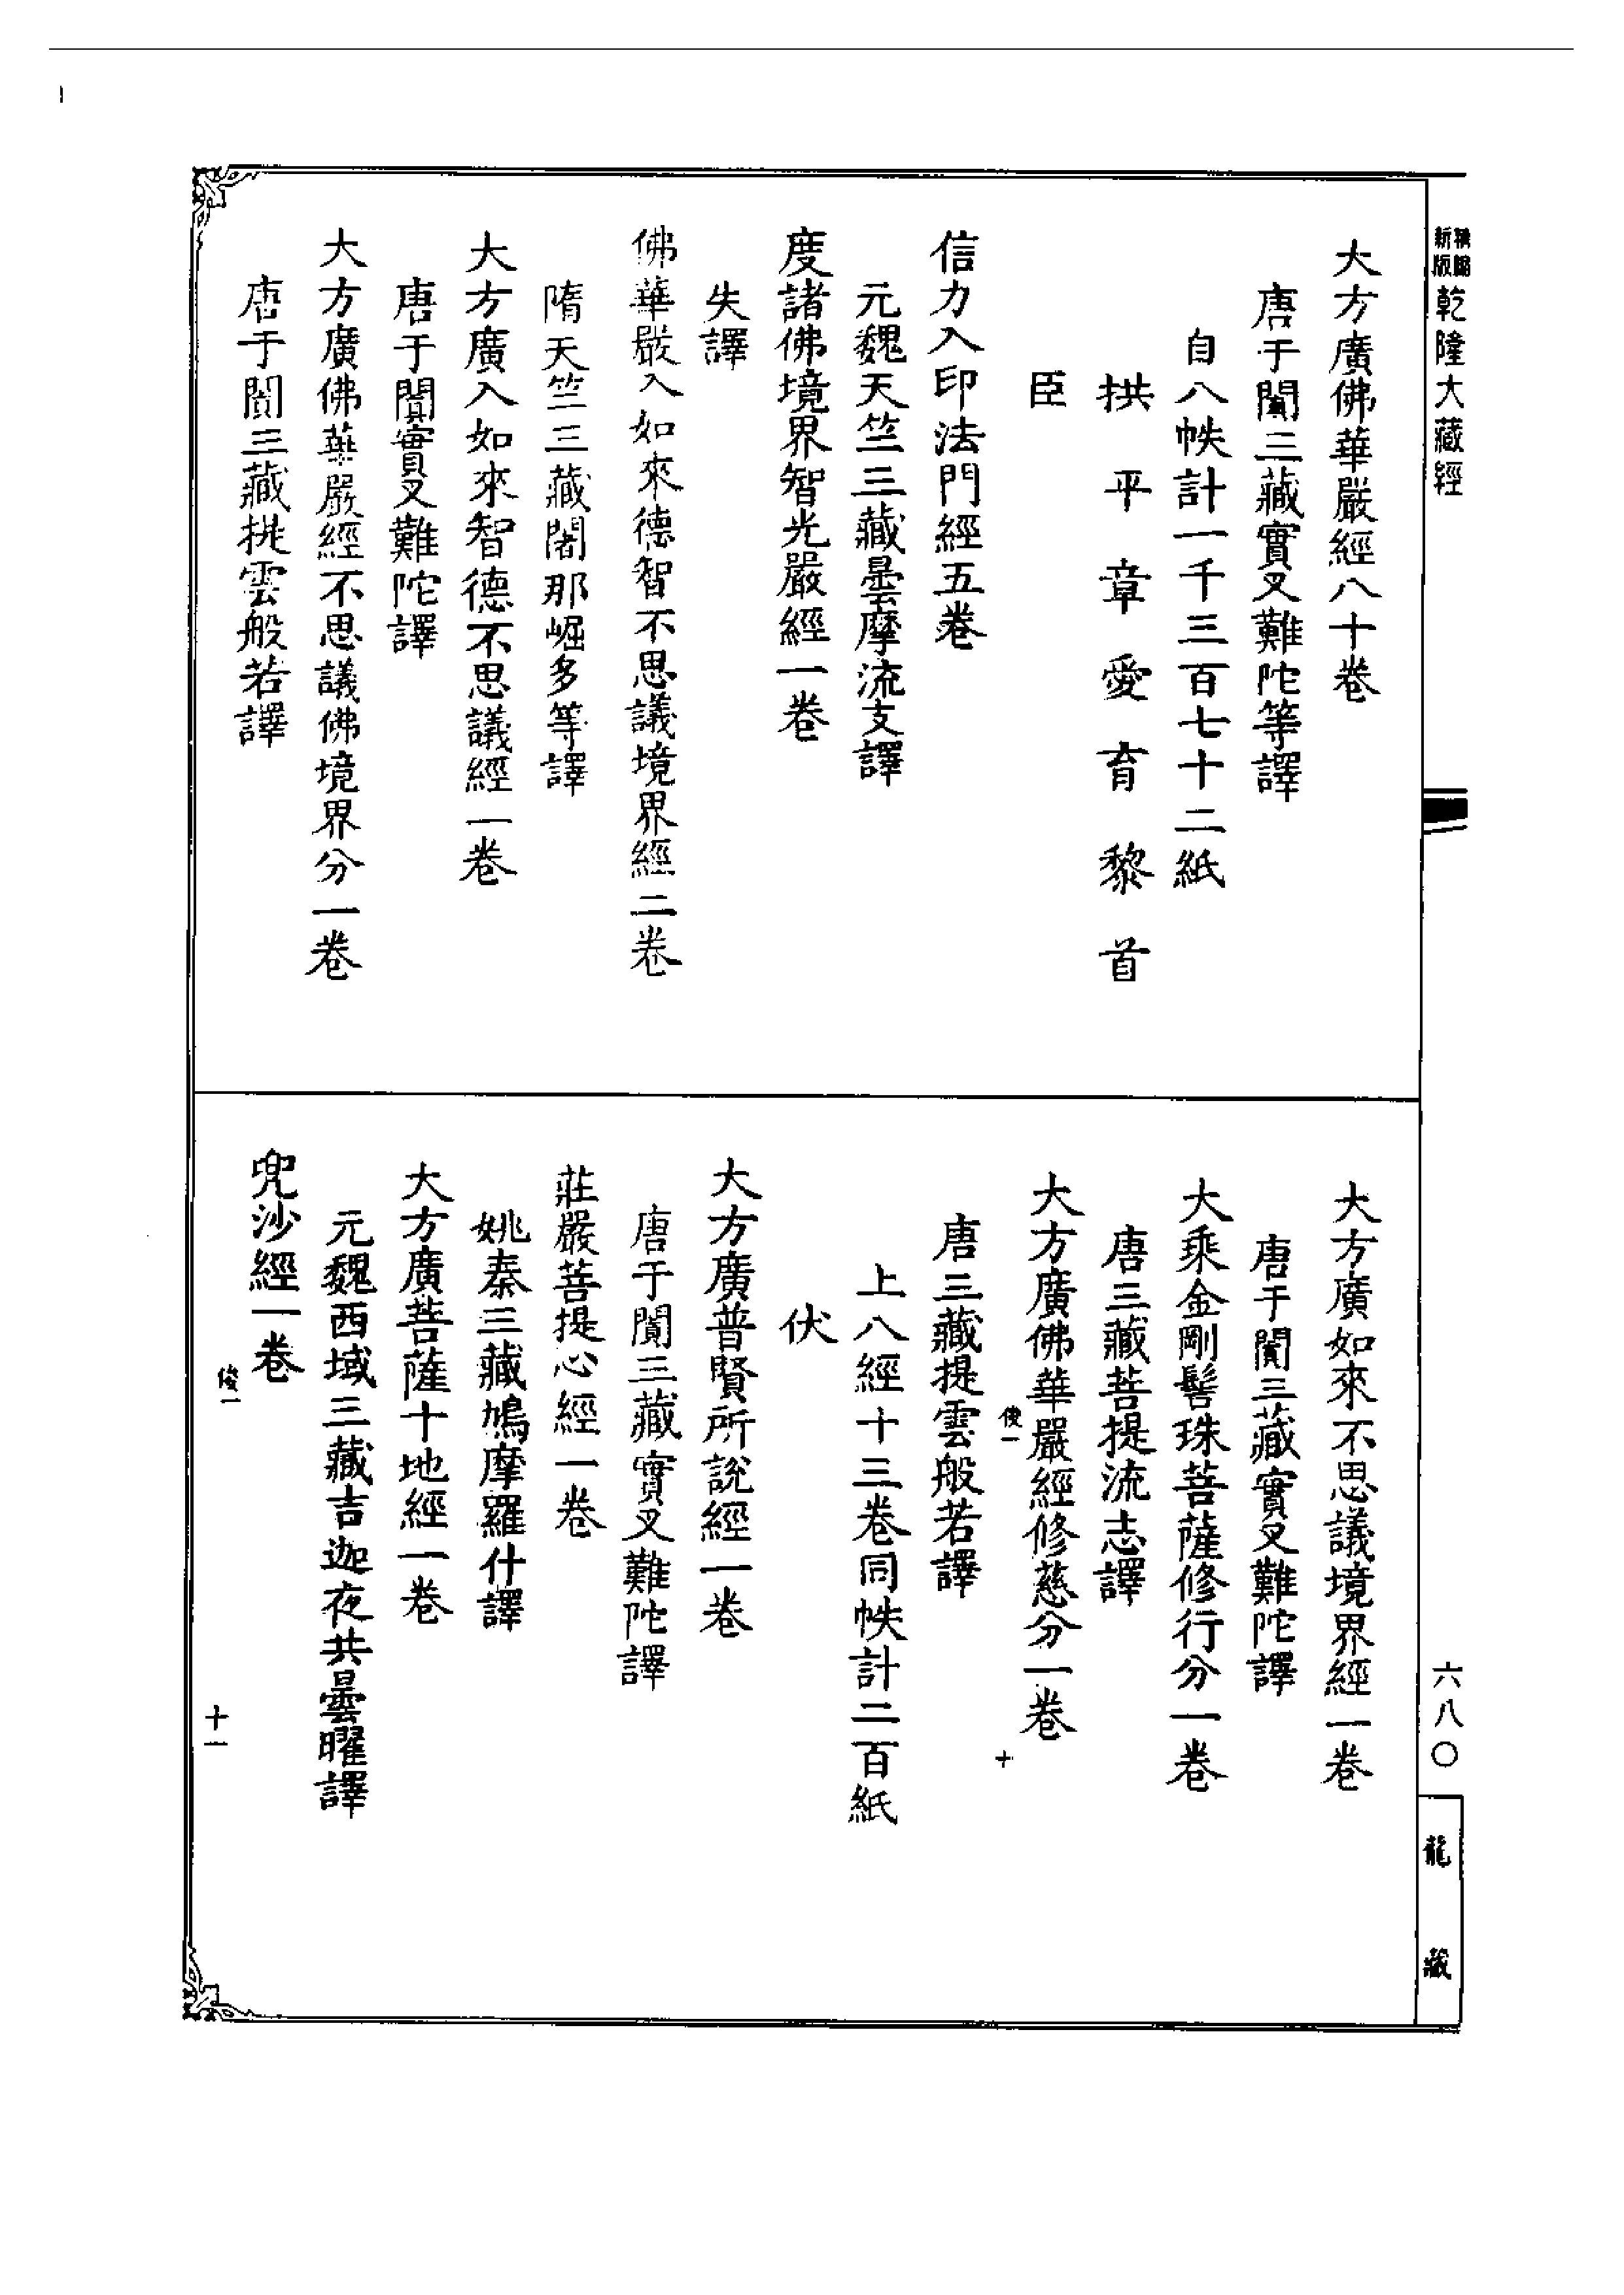 精縮新版乾隆大藏經
大方廣佛華嚴經八十卷
唐于闐三藏實叉難陀等譯
自八帙計一千三百七十二紙
拱平章愛育黎首
臣
信力入印法門經五卷
元魏天竺三藏曇摩流支譯
度諸佛境界智光嚴經一卷
失譯
佛華嚴入如來德智不思議境界經二卷
隋天竺三藏闍那崛多等譯
大方廣入如來智德不思議經一卷
唐于闐實叉難陀譯
大方廣佛華嚴經不思議佛境界分一卷
唐于闐三藏提雲般若譯
六八〇
龍藏
大方廣如來不思議境界經一卷
唐于闐三藏實叉難陀譯
大乘金剛髻珠菩薩修行分一卷
唐三藏菩提流志譯
大方廣佛華嚴經修慈分一卷
俊一 十
唐三藏提雲般若譯
上八經十三卷同帙計二百紙
伏
大方廣普賢所說經一卷
唐于闐三藏實叉難陀譯
莊嚴菩提心經一卷
姚秦三藏鳩摩羅什譯
大方廣菩薩十地經一卷
元魏西域三藏吉迦夜共曇曜譯
兜沙經一卷
俊一 十一